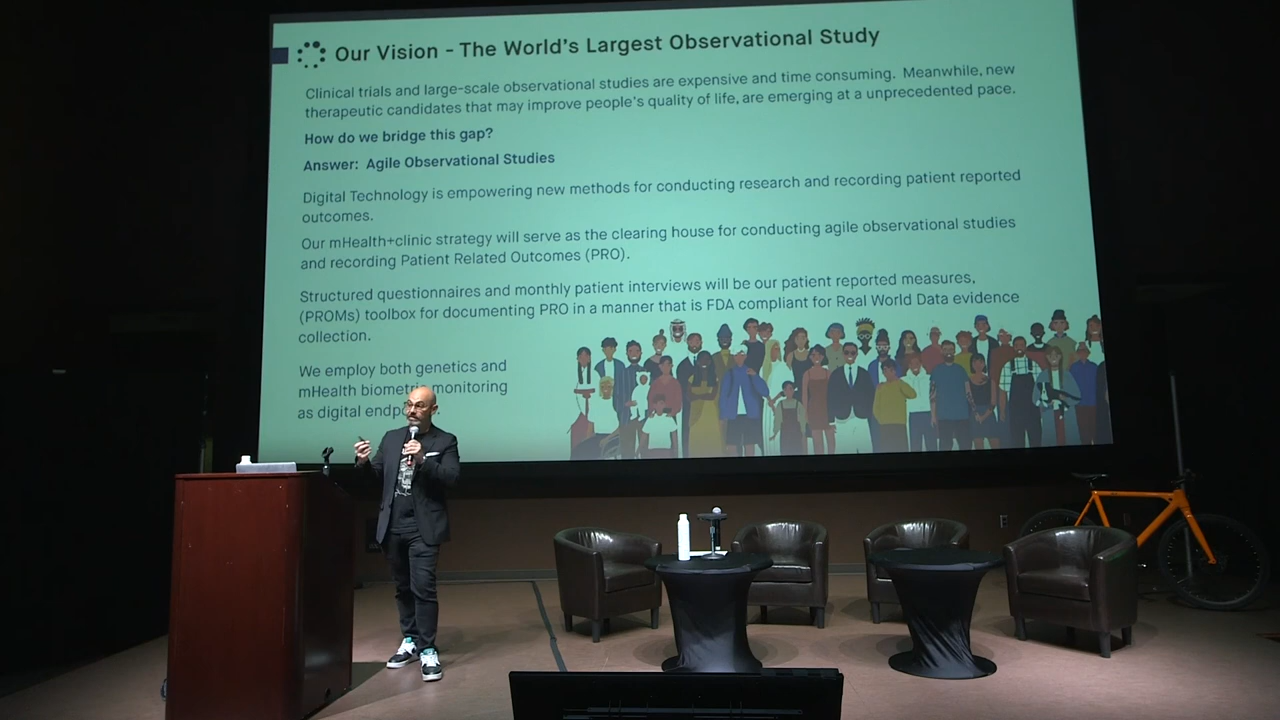 Our Vision - The World's Largest Observational Study
Clinical trials and large-scale observational studies are expensive and time consuming. Meanwhile, new
therapeutic candidates that may improve people's quality of life, are emerging at a unprecedented pace.
How do we bridge this gap?
Answer: Agile Observational Studies
Digital Technology is empowering new methods for conducting research and recording patient reported
outcomes.
Our mHealth+clinic strategy will serve as the clearing house for conducting agile observational studies
and recording Patient Related Outcomes (PRO).
Structured questionnaires and monthly patient interviews will be our patient reported measures,
(PROMs) toolbox for documenting PRO in a manner that is FDA compliant for Real World Data evidence
collection.
We employ both genetics and
mHealth biometric monitoring
as digital